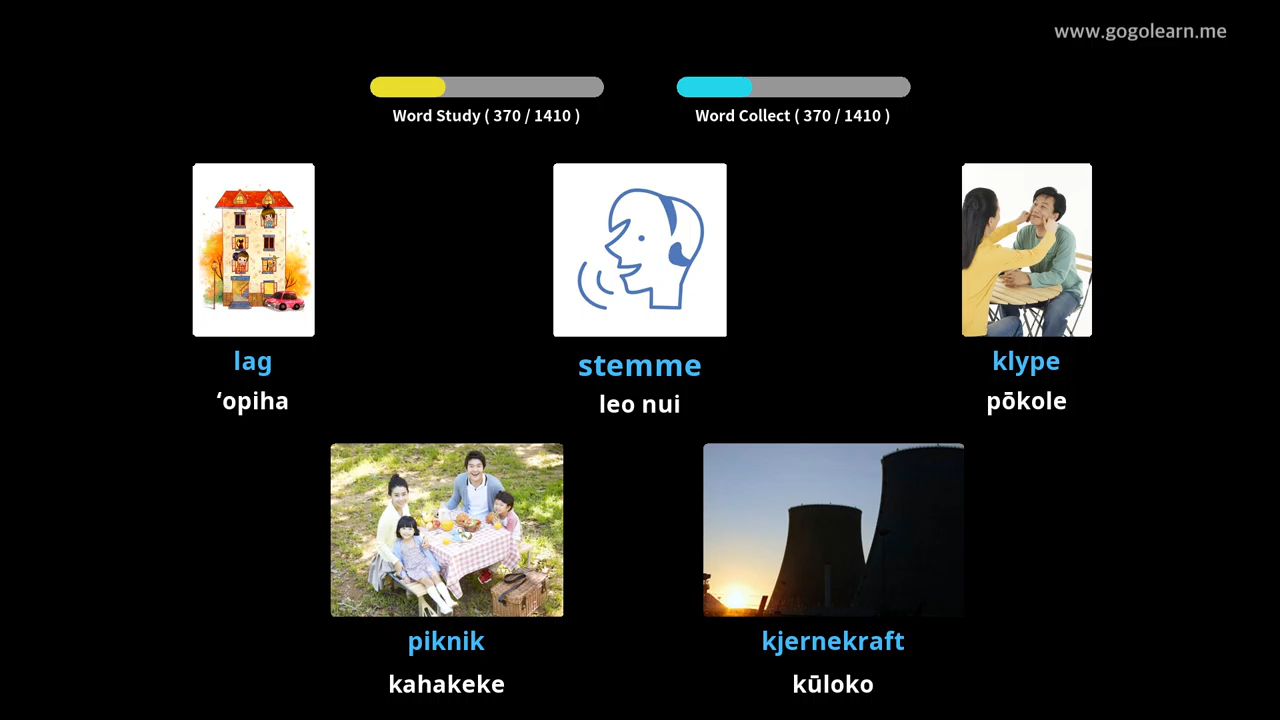 www.gogolearn.me
Word Study ( 370 / 1410 )
Word Collect ( 370 / 1410 )
lag
ʻopiha
stemme
leo nui
klype
pōkole
piknik
kahakeke
kjernekraft
kūloko